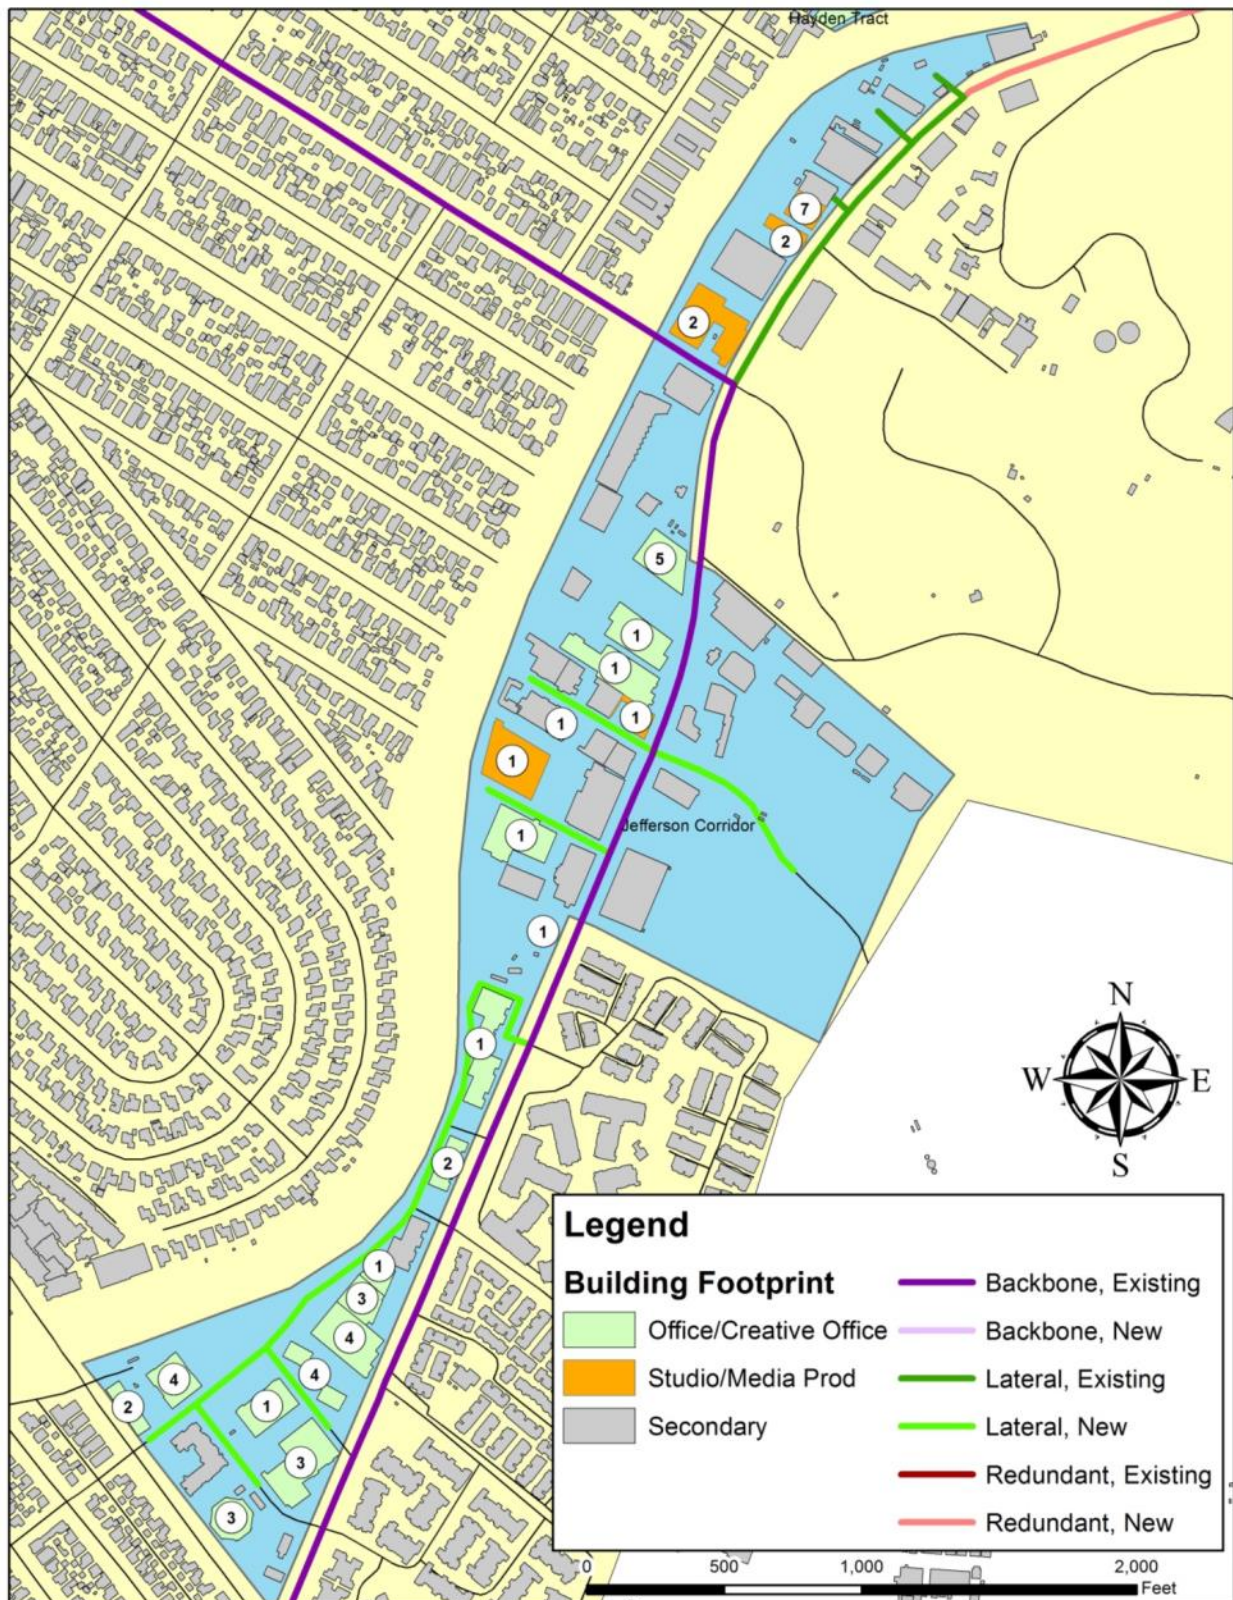 Hayden Tract
7
2
2
5
1
1
1
1
1
Jefferson Corridor
1
1
N
W E
S
1
2
1
3
4
4
4
1
2
3
3
Legend
Building Footprint
Office/Creative Office
Studio/Media Prod
Secondary
Backbone, Existing
Backbone, New
Lateral, Existing
Lateral, New
Redundant, Existing
Redundant, New
0 500 1,000 2,000
Feet